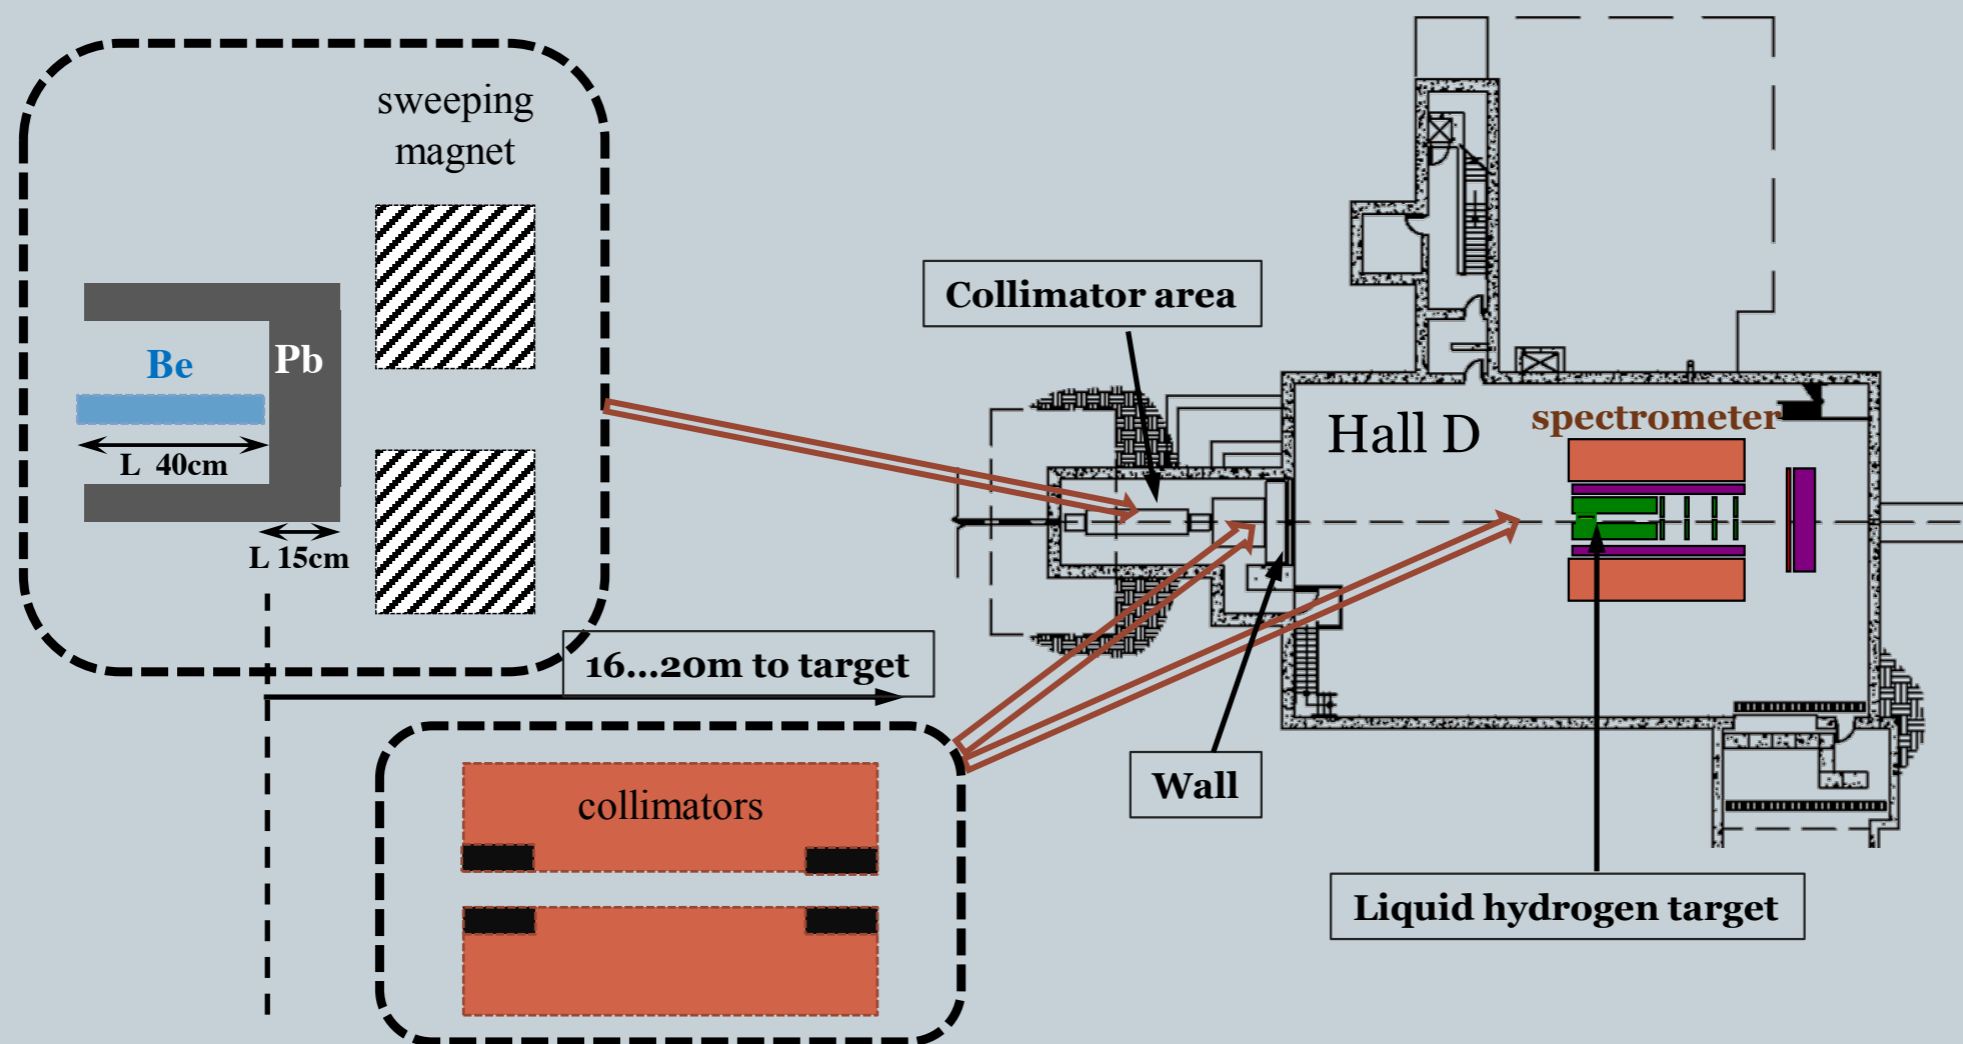 sweeping
magnet
Be
Pb
L 40cm
L 15cm
16...20m to target
collimators
Collimator area
Hall D
spectrometer
Wall
Liquid hydrogen target